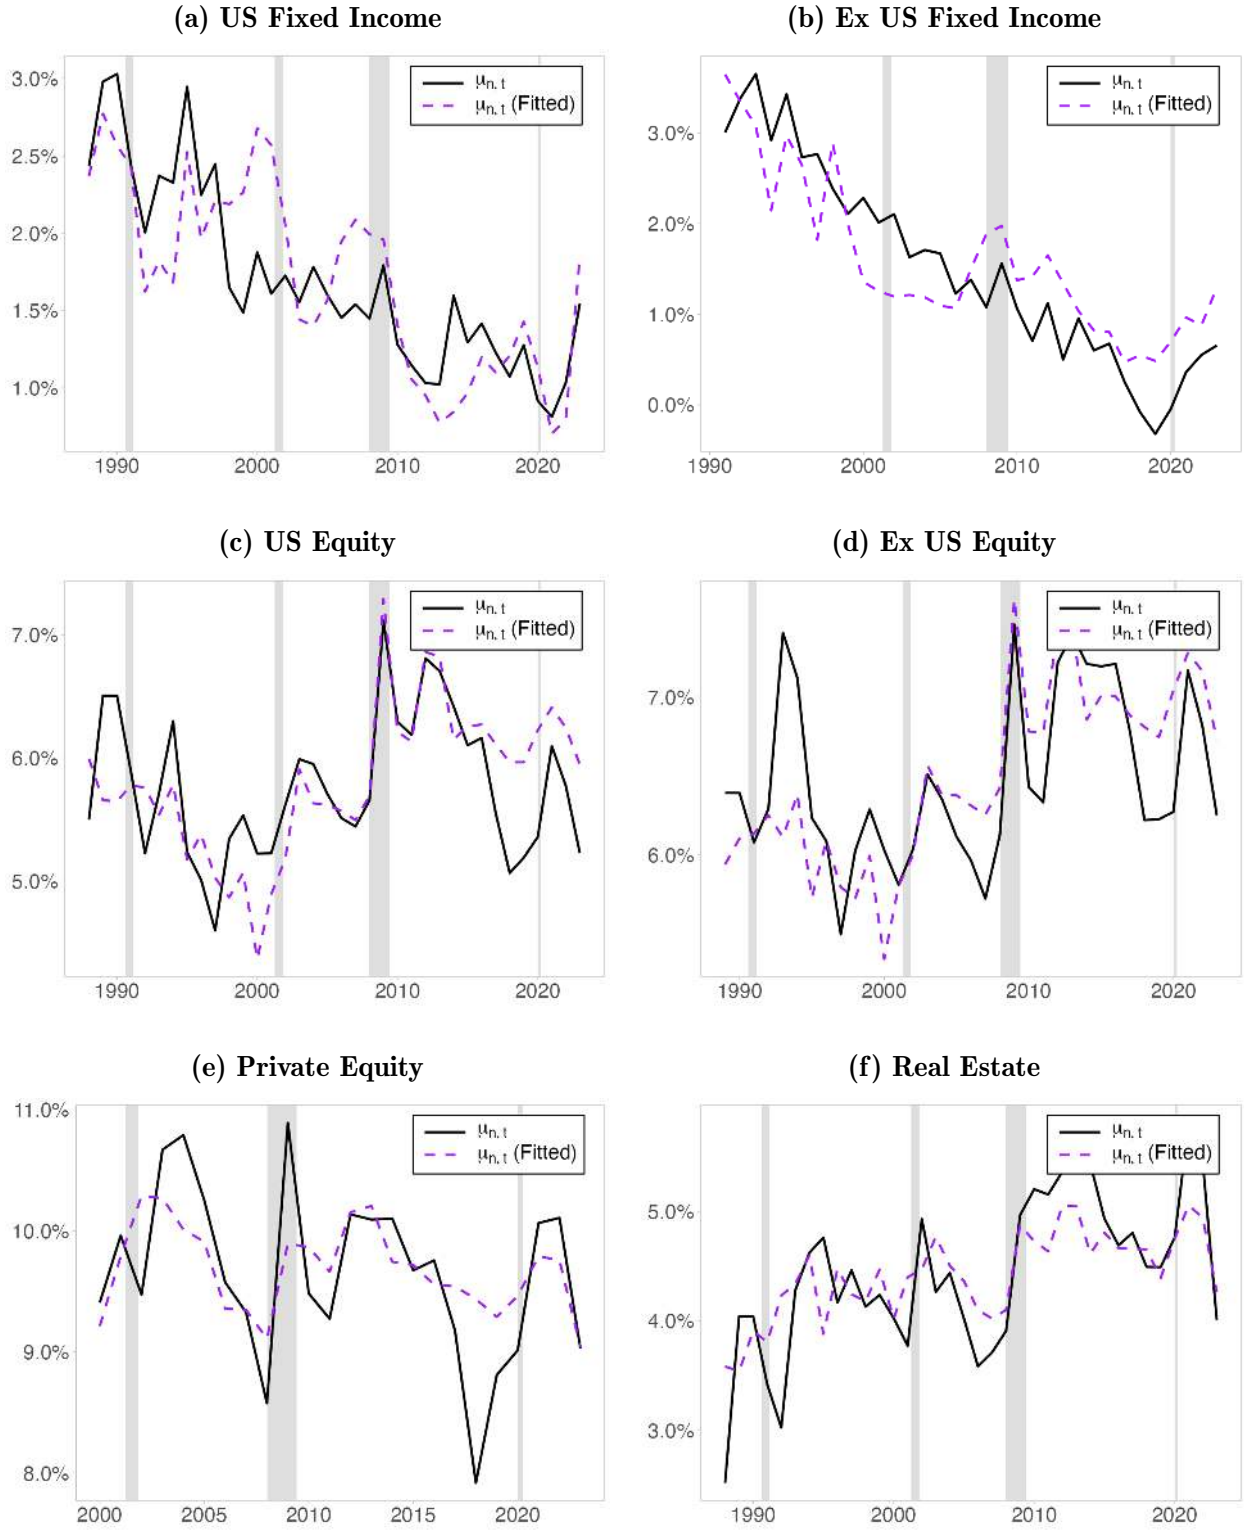 (a) US Fixed Income
3.0%
2.5%
2.0%
1.5%
1.0%
1990 2000 2010 2020
μn,t
μn,t (Fitted)
(b) Ex US Fixed Income
3.0%
2.0%
1.0%
0.0%
1990 2000 2010 2020
μn,t
μn,t (Fitted)
(c) US Equity
7.0%
6.0%
5.0%
1990 2000 2010 2020
μn,t
μn,t (Fitted)
(d) Ex US Equity
7.0%
6.0%
1990 2000 2010 2020
μn,t
μn,t (Fitted)
(e) Private Equity
11.0%
10.0%
9.0%
8.0%
2000 2005 2010 2015 2020
μn,t
μn,t (Fitted)
(f) Real Estate
5.0%
4.0%
3.0%
1990 2000 2010 2020
μn,t
μn,t (Fitted)